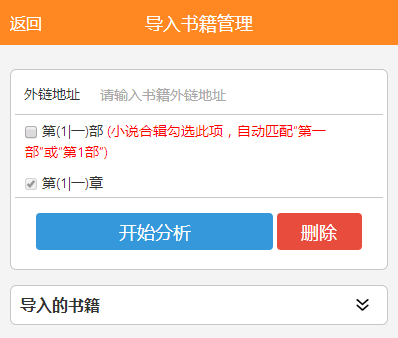 返回 导入书籍管理
外链地址 请输入书籍外链地址
第(1|一)部 (小说合辑勾选此项，自动匹配"第一
部"或"第1部")
第(1|一)章
开始分析 删除
导入的书籍